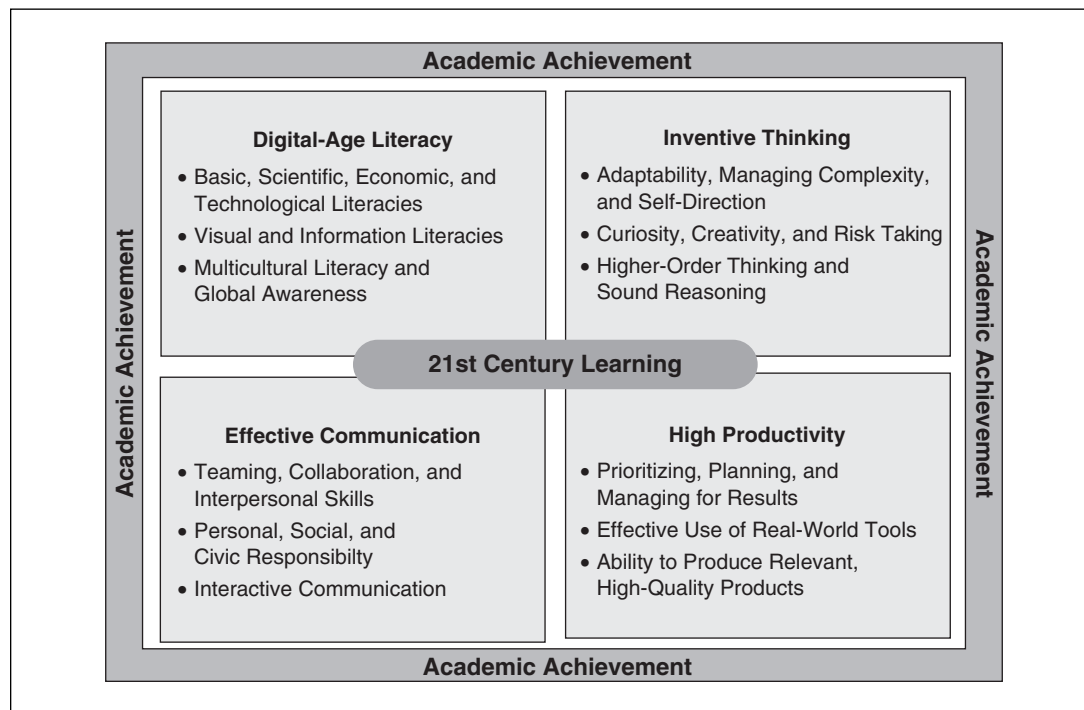 Academic Achievement
Academic Achievement
Digital-Age Literacy
• Basic, Scientific, Economic, and
Technological Literacies
• Visual and Information Literacies
• Multicultural Literacy and
Global Awareness
Inventive Thinking
• Adaptability, Managing Complexity,
and Self-Direction
• Curiosity, Creativity, and Risk Taking
• Higher-Order Thinking and
Sound Reasoning
21st Century Learning
Effective Communication
• Teaming, Collaboration, and
Interpersonal Skills
• Personal, Social, and
Civic Responsibilty
• Interactive Communication
High Productivity
• Prioritizing, Planning, and
Managing for Results
• Effective Use of Real-World Tools
• Ability to Produce Relevant,
High-Quality Products
Academic Achievement
Academic Achievement